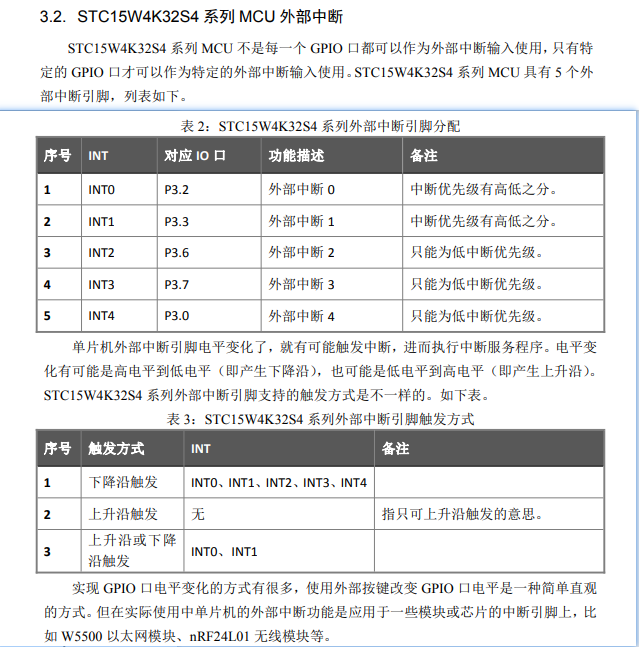 3.2. STC15W4K32S4 系列 MCU 外部中断
STC15W4K32S4 系列 MCU 不是每一个 GPIO 口都可以作为外部中断输入使用，只有特
定的 GPIO 口才可以作为特定的外部中断输入使用。STC15W4K32S4 系列 MCU 具有 5 个外
部中断引脚，列表如下。
表 2：STC15W4K32S4 系列外部中断引脚分配
序号 INT 对应 IO 口 功能描述 备注
1 INT0 P3.2 外部中断 0 中断优先级有高低之分。
2 INT1 P3.3 外部中断 1 中断优先级有高低之分。
3 INT2 P3.6 外部中断 2 只能为低中断优先级。
4 INT3 P3.7 外部中断 3 只能为低中断优先级。
5 INT4 P3.0 外部中断 4 只能为低中断优先级。
单片机外部中断引脚电平变化了，就有可能触发中断，进而执行中断服务程序。电平变
化有可能是高电平到低电平（即产生下降沿），也可能是低电平到高电平（即产生上升沿）。
STC15W4K32S4 系列外部中断引脚支持的触发方式是不一样的。如下表。
表 3：STC15W4K32S4 系列外部中断引脚触发方式
序号 触发方式 INT 备注
1 下降沿触发 INT0、INT1、INT2、INT3、INT4
2 上升沿触发 无 指只可上升沿触发的意思。
3 上升沿或下降沿触发 INT0、INT1
实现 GPIO 口电平变化的方式有很多，使用外部按键改变 GPIO 口电平是一种简单直观
的方式。但在实际使用中单片机的外部中断功能是应用于一些模块或芯片的中断引脚上，比
如 W5500 以太网模块、nRF24L01 无线模块等。